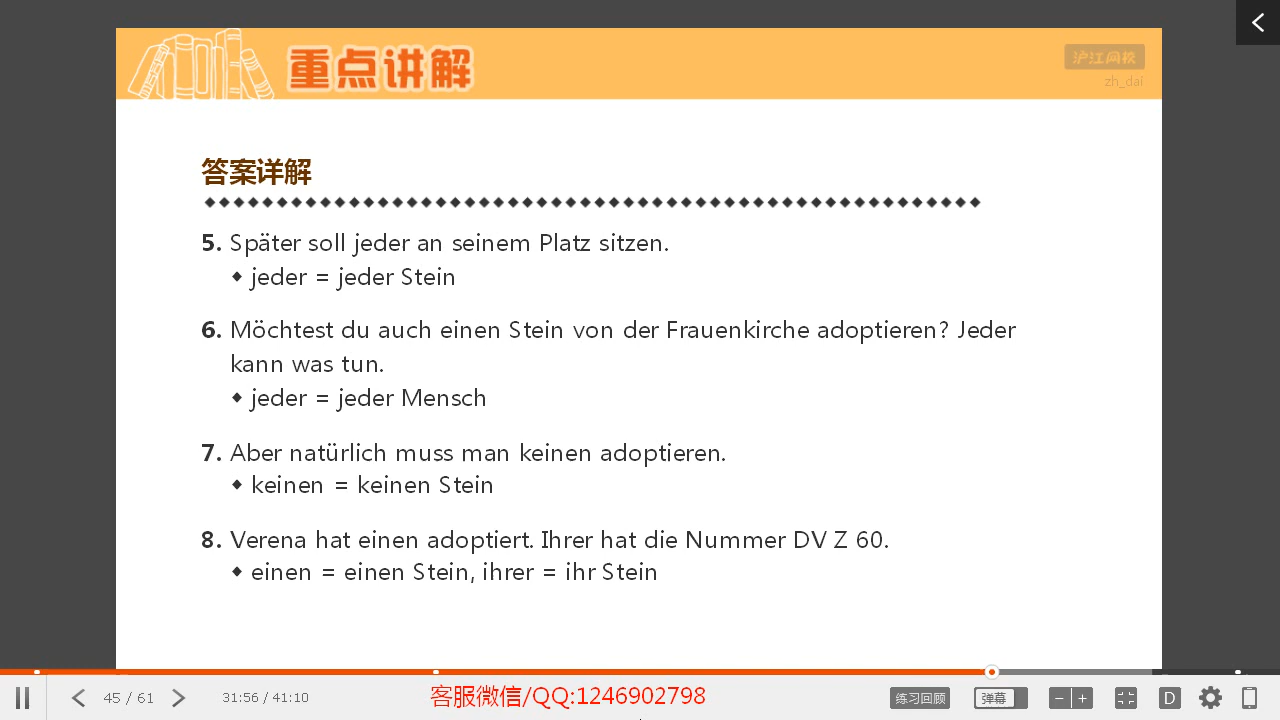 重点讲解
沪江网校
zh_dai
答案详解
5. Später soll jeder an seinem Platz sitzen.
◆ jeder = jeder Stein
6. Möchtest du auch einen Stein von der Frauenkirche adoptieren? Jeder
kann was tun.
◆ jeder = jeder Mensch
7. Aber natürlich muss man keinen adoptieren.
◆ keinen = keinen Stein
8. Verena hat einen adoptiert. Ihrer hat die Nummer DV Z 60.
◆ einen = einen Stein, ihrer = ihr Stein
45 / 61 31:56 / 41:10 客服微信/QQ:1246902798 练习回顾 弹幕 − + D